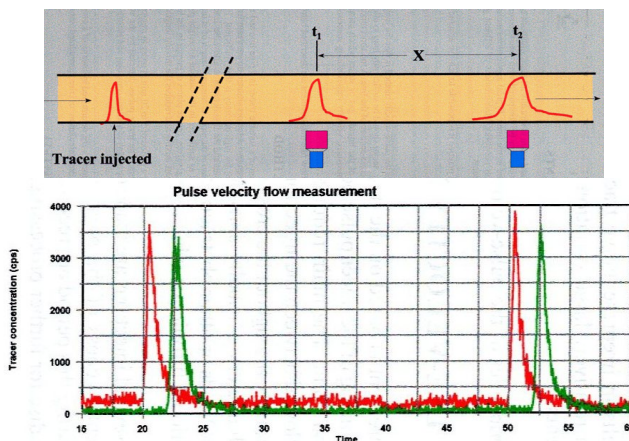 t1
t2
X
Tracer injected
Pulse velocity flow measurement
Tracer concentration (cps)
4000
3000
2000
1000
0
15 20 25 30 35 40 45 50 55
Time